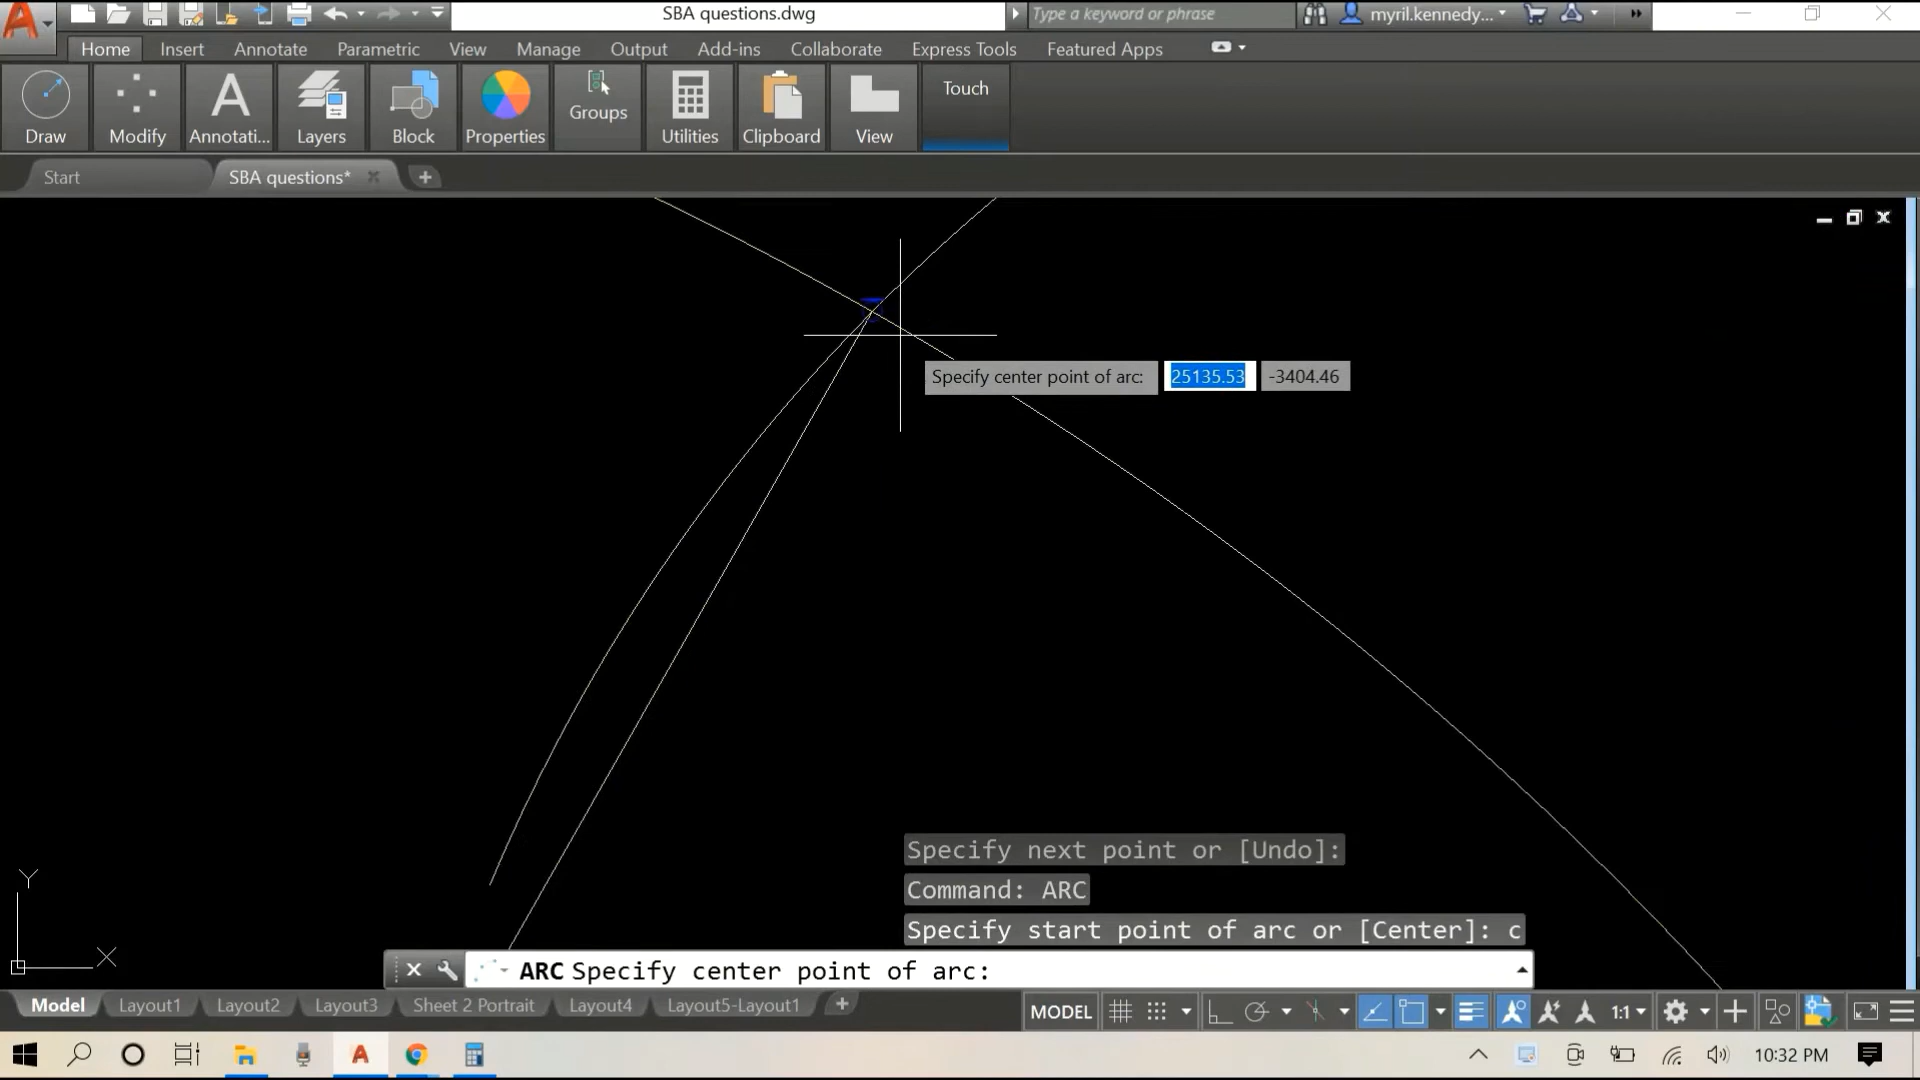 SBA questions.dwg
Type a keyword or phrase
myril.kennedy...
Home Insert Annotate Parametric View Manage Output Add-ins Collaborate Express Tools Featured Apps
Draw Modify Annotati... Layers Block Properties Groups Utilities Clipboard View Touch
Start
SBA questions*
Specify center point of arc: 25135.53 -3404.46
Y
X
Specify next point or [Undo]:
Command: ARC
Specify start point of arc or [Center]: c
ARC Specify center point of arc:
Model Layout1 Layout2 Layout3 Sheet 2 Portrait Layout4 Layout5-Layout1
MODEL 1:1
10:32 PM